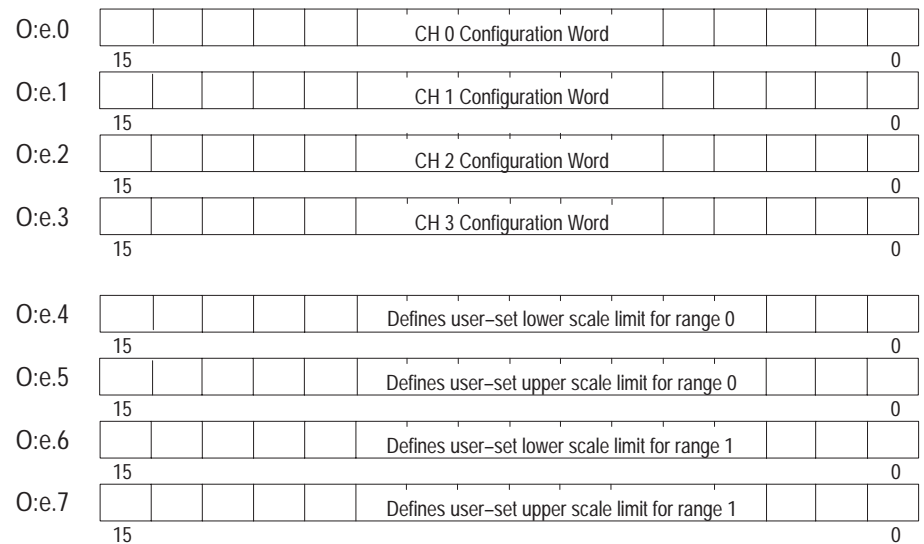 O:e.0 CH 0 Configuration Word
15 0
O:e.1 CH 1 Configuration Word
15 0
O:e.2 CH 2 Configuration Word
15 0
O:e.3 CH 3 Configuration Word
15 0
O:e.4 Defines user–set lower scale limit for range 0
15 0
O:e.5 Defines user–set upper scale limit for range 0
15 0
O:e.6 Defines user–set lower scale limit for range 1
15 0
O:e.7 Defines user–set upper scale limit for range 1
15 0